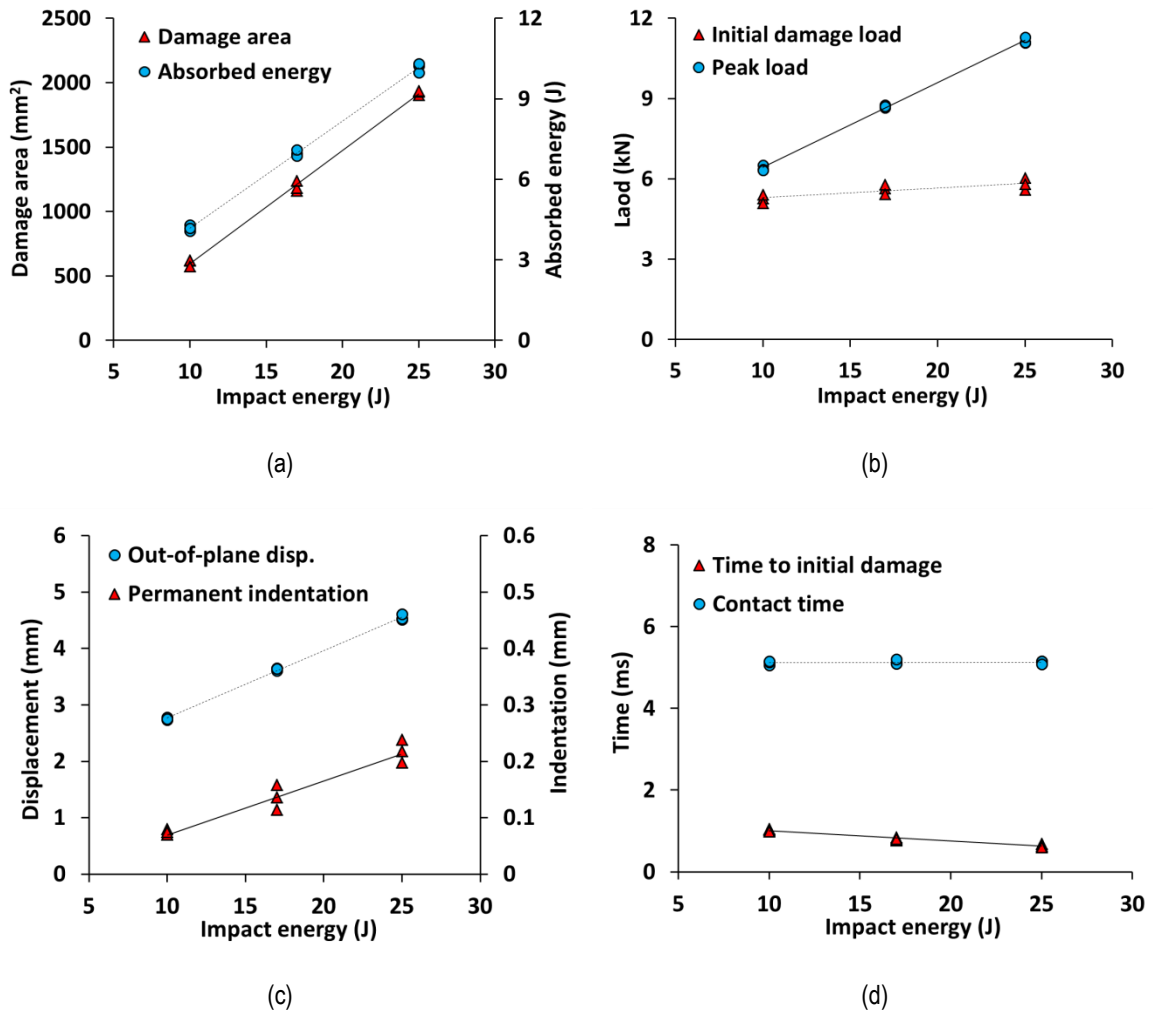 Damage area
Absorbed energy
Damage area (mm²)
2500
2000
1500
1000
500
0
12
9
6
3
0
Absorbed energy (J)
5 10 15 20 25 30
Impact energy (J)
(a)
Initial damage load
Peak load
Laod (kN)
12
9
6
3
0
5 10 15 20 25 30
Impact energy (J)
(b)
Out-of-plane disp.
Permanent indentation
Displacement (mm)
6
5
4
3
2
1
0
0.6
0.5
0.4
0.3
0.2
0.1
0
Indentation (mm)
5 10 15 20 25 30
Impact energy (J)
(c)
Time to initial damage
Contact time
Time (ms)
8
6
4
2
0
5 10 15 20 25 30
Impact energy (J)
(d)